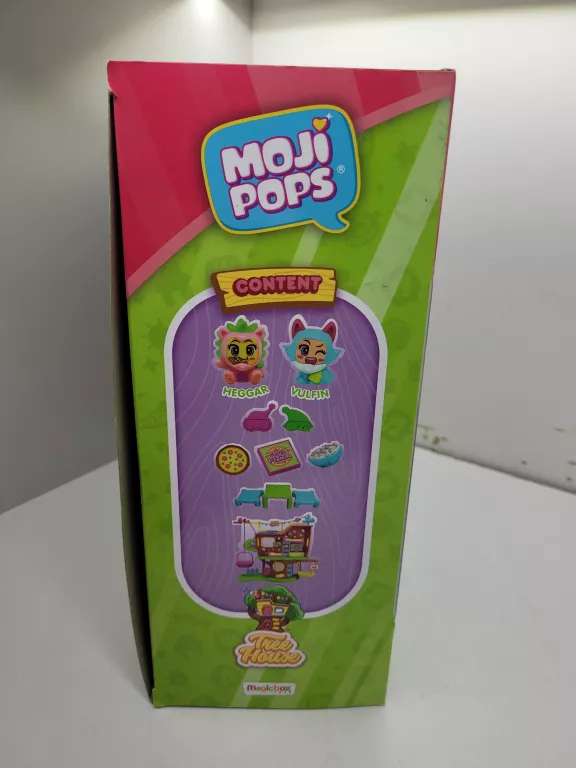 MOJI
POPS®
CONTENT
HEGGAR
VULFIN
Tree
House
Magicbox